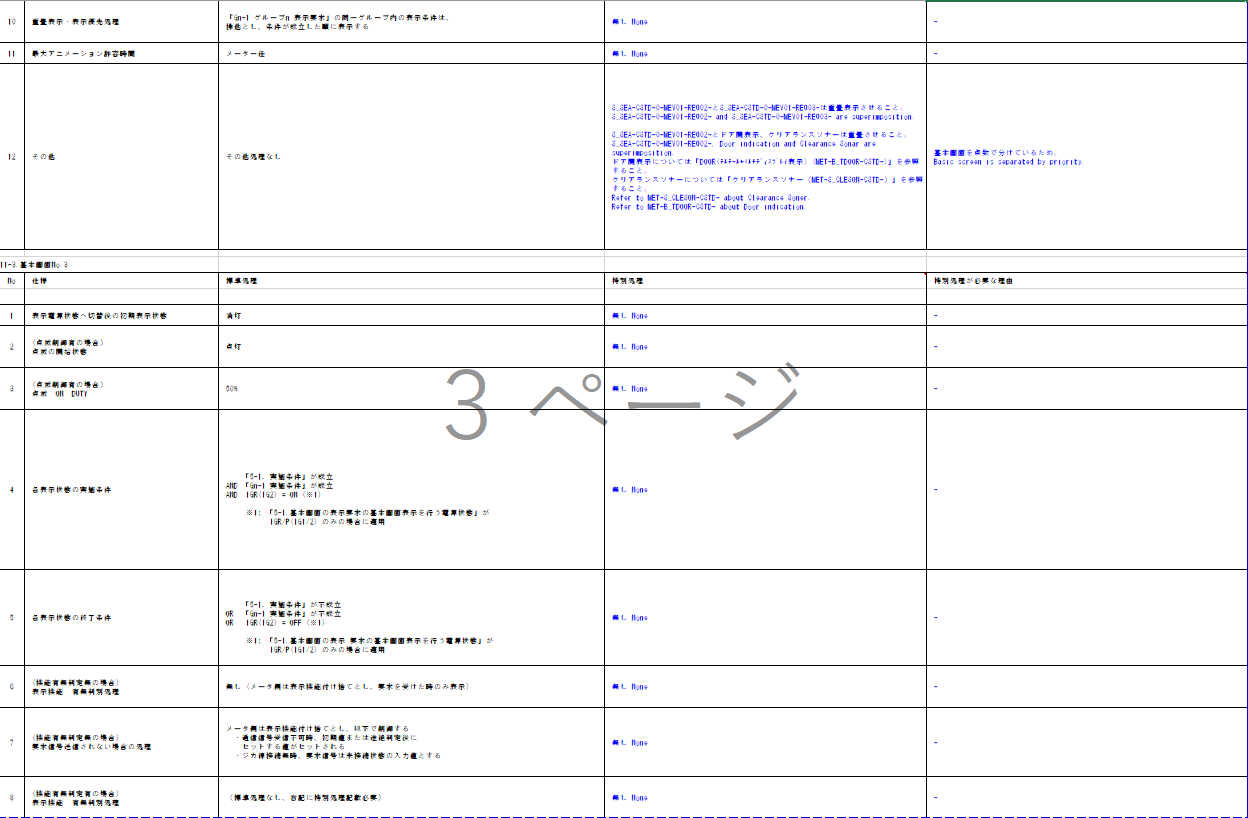 10 重畳表示・表示優先処理 「Gn-1 グループn 表示要求」の同一グループ内の表示条件は、 無し None -
排他とし、条件が成立した順に表示する
11 最大アニメーション許容時間 メーター任 無し None -
12 その他 その他処理なし
S_SEA-CSTD-0-MEV01-REQ02-とS_SEA-CSTD-0-MEV01-REQ03-は重畳表示させること。
S_SEA-CSTD-0-MEV01-REQ02- and S_SEA-CSTD-0-MEV01-REQ03- are superimposition.
S_SEA-CSTD-0-MEV01-REQ02-とドア開表示、クリアランスソナーは重畳させること。
S_SEA-CSTD-0-MEV01-REQ02-, Door indication and Clearance Sonar are
superimposition.
ドア開表示については「DOOR(ﾃﾙﾃｰﾙ+ﾏﾙﾁﾃﾞｨｽﾌﾟﾚｲ表示) (MET-B_TDOOR-CSTD-)」を参照
すること。
クリアランスソナーについては「クリアランスソナー (MET-S_CLESON-CSTD-)」を参照
すること。
Refer to MET-S_CLESON-CSTD- about Clearance Soner.
Refer to MET-B_TDOOR-CSTD- about Door indication.
基本画面を点数で分けているため。
Basic screen is separated by priority.
11-3.基本画面No.3
No 仕様 標準処理 特別処理 特別処理が必要な理由
1 表示電源状態へ切替後の初期表示状態 消灯 無し None -
2 (点滅制御有の場合) 点灯 無し None -
点滅の開始状態
3 (点滅制御有の場合) 50% 無し None -
点滅 ON DUTY
4 各表示状態の実施条件 無し None -
「5-1. 実施条件」が成立
AND 「Gn-1 実施条件」が成立
AND IGR(IG2) = ON (※1)
※1: 「5-1.基本画面の表示要求の基本画面表示を行う電源状態」が
IGR/P(IG1/2) のみの場合に適用
5 各表示状態の終了条件 無し None -
「5-1. 実施条件」が不成立
OR 「Gn-1 実施条件」が不成立
OR IGR(IG2) = OFF (※1)
※1: 「5-1.基本画面の表示 要求の基本画面表示を行う電源状態」が
IGR/P(IG1/2) のみの場合に適用
6 (機能有無判定無の場合) 無し (メータ側は表示機能付け捨てとし、要求を受けた時のみ表示) 無し None -
表示機能 有無判別処理
7 (機能有無判定無の場合) 無し None -
要求信号送信されない場合の処理
メータ側は表示機能付け捨てとし、以下で制御する
・通信信号受信不可時、初期値または途絶判定後に
セットする値がセットされる
・ジカ線接続無時、要求信号は未接続状態の入力値とする
8 (機能有無判定有の場合) (標準処理なし、右記に特別処理記載必要) 無し None -
表示機能 有無判別処理
3 ページ